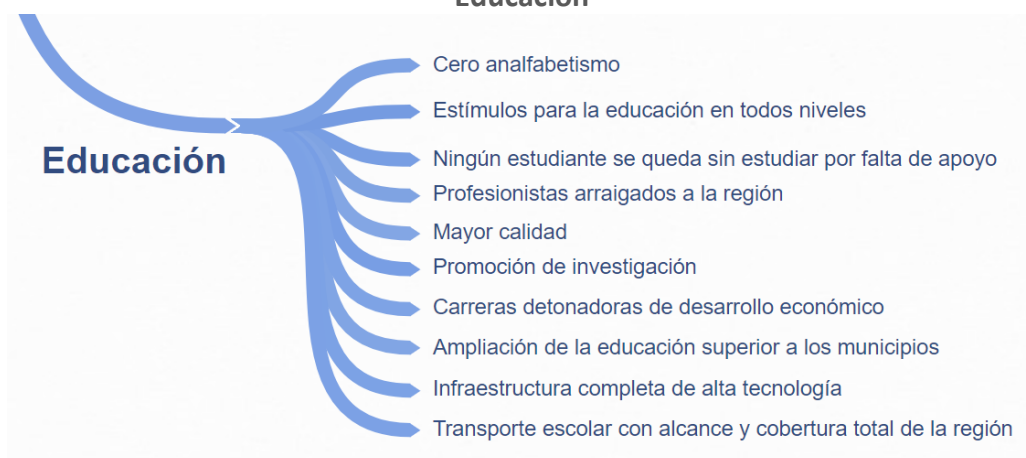 Educación
Cero analfabetismo
Estímulos para la educación en todos niveles
Educación
Ningún estudiante se queda sin estudiar por falta de apoyo
Profesionistas arraigados a la región
Mayor calidad
Promoción de investigación
Carreras detonadoras de desarrollo económico
Ampliación de la educación superior a los municipios
Infraestructura completa de alta tecnología
Transporte escolar con alcance y cobertura total de la región